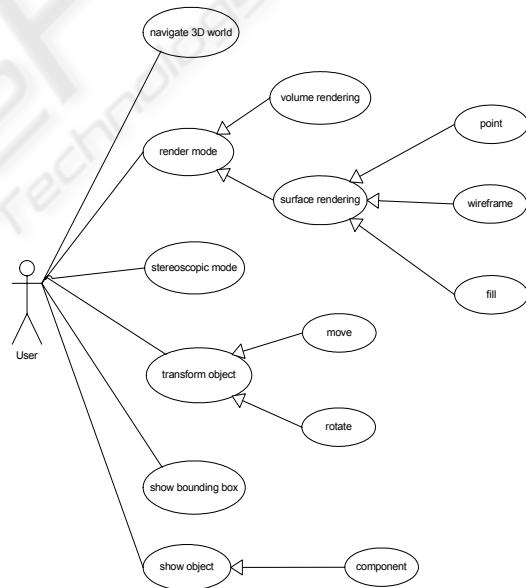 navigate 3D world
volume rendering
point
render mode
surface rendering
wireframe
stereoscopic mode
fill
User
move
transform object
rotate
show bounding box
show object
component
Technology